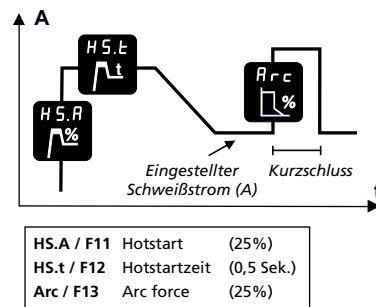 A
HS.t
t
Arc
%
HS.A
%
Eingestellter
Schweißstrom (A)
Kurzschluss
t
HS.A / F11 Hotstart (25%)
HS.t / F12 Hotstartzeit (0,5 Sek.)
Arc / F13 Arc force (25%)